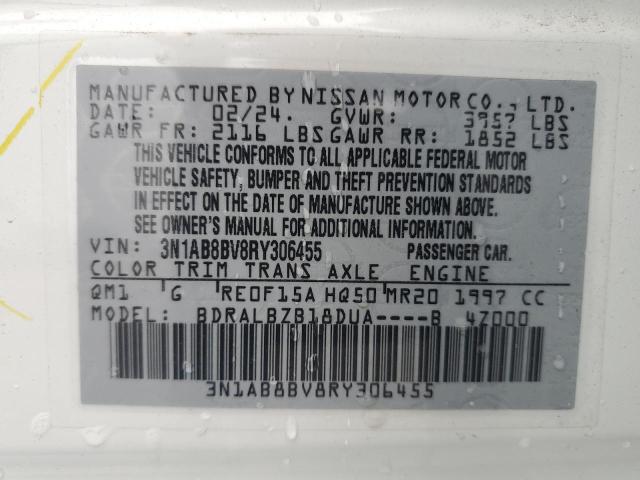 MANUFACTURED BY NISSAN MOTOR CO., LTD.
DATE: 02/24. GVWR: 3957 LBS
GAWR FR: 2116 LBS GAWR RR: 1852 LBS
THIS VEHICLE CONFORMS TO ALL APPLICABLE FEDERAL MOTOR
VEHICLE SAFETY, BUMPER AND THEFT PREVENTION STANDARDS
IN EFFECT ON THE DATE OF MANUFACTURE SHOWN ABOVE.
SEE OWNER'S MANUAL FOR ADDITIONAL INFORMATION.
VIN: 3N1AB8BV8RY306455 PASSENGER CAR.
COLOR TRIM TRANS AXLE ENGINE
QM1 G RE0F15A HQ50 MR20 1997 CC
MODEL: BDRALBZB18DUA----B 4Z000
3N1AB8BV8RY306455